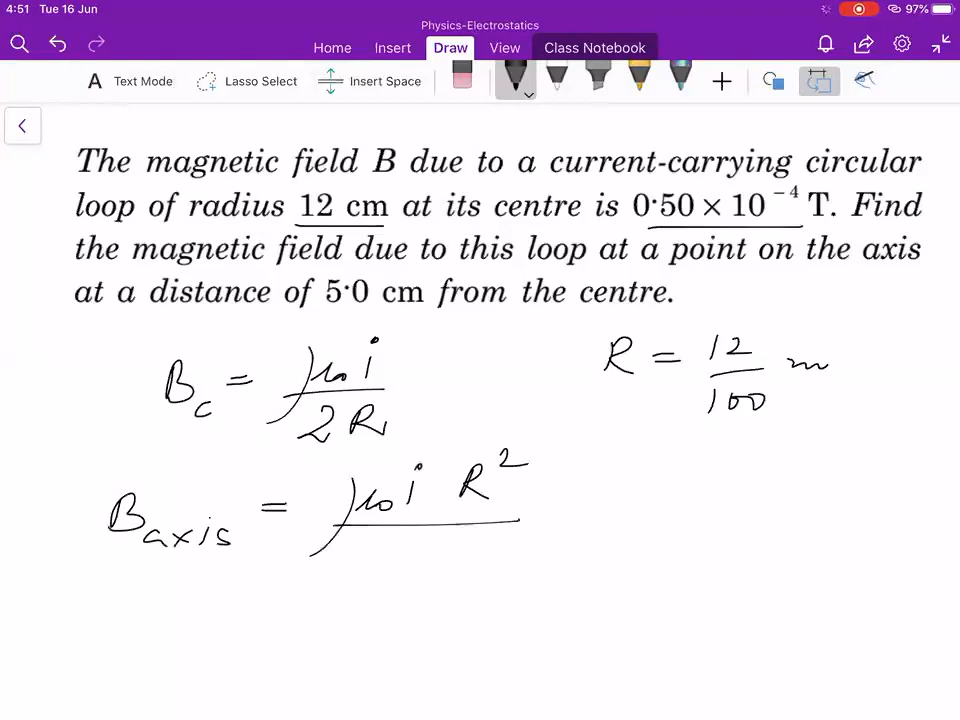 4:51 Tue 16 Jun
97%
Physics-Electrostatics
Home Insert Draw View Class Notebook
A Text Mode Lasso Select Insert Space
The magnetic field B due to a current-carrying circular
loop of radius 12 cm at its centre is 0·50 × 10⁻⁴ T. Find
the magnetic field due to this loop at a point on the axis
at a distance of 5·0 cm from the centre.
B_c = μ₀ i / 2R
R = 12 / 100 m
B_axis = μ₀ i R²